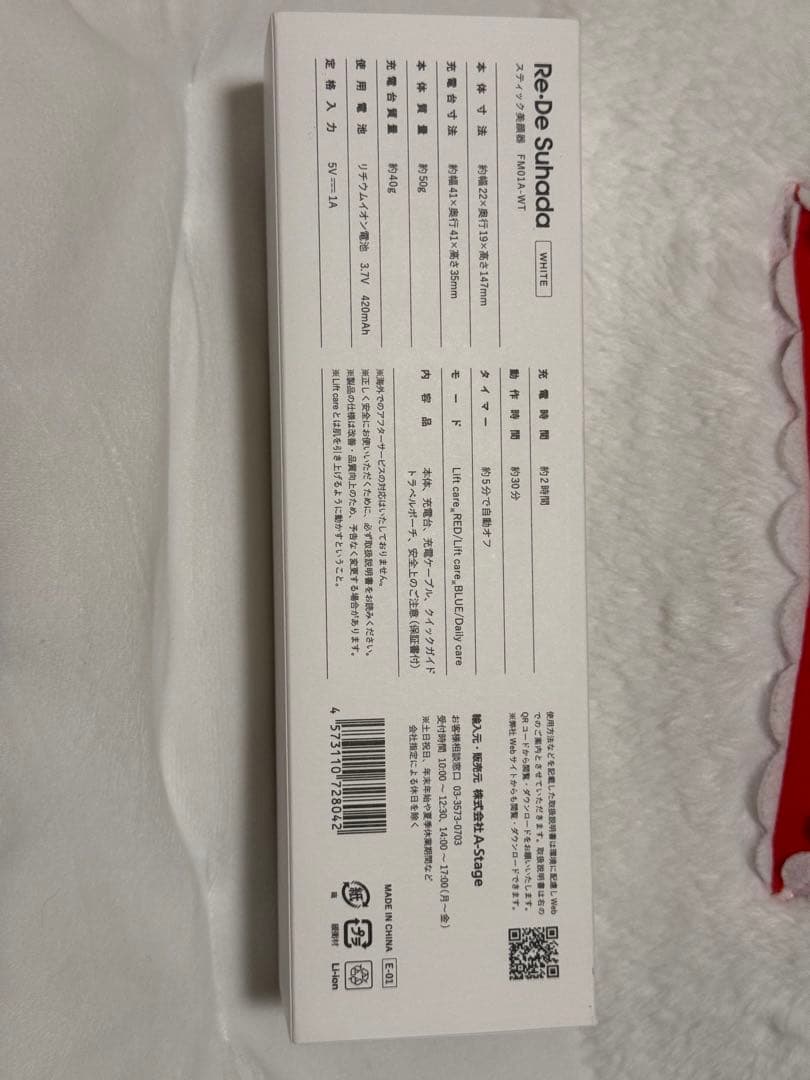 Re・De Suhada WHITE
スティック美顔器 FM01A-WT
本体寸法 約幅22×奥行19×高さ147mm
充電台寸法 約幅41×奥行41×高さ35mm
本体質量 約50g
充電台質量 約40g
使用電池 リチウムイオン電池 3.7V 420mAh
定格入力 5V⎓1A
充電時間 約2時間
動作時間 約30分
タイマー 約5分で自動オフ
モード Lift care※RED/Lift care※BLUE/Daily care
内容品 本体、充電台、充電ケーブル、クイックガイド
トラベルポーチ、安全上のご注意(保証書付)
※海外でのアフターサービスの対応はいたしておりません。
※正しく安全にお使いいただくために、必ず取扱説明書をお読みください。
※製品の仕様は改善・品質向上のため、予告なく変更する場合があります。
※Lift careとは肌を引き上げるように動かすということ。
使用方法などを記載した取扱説明書は環境に配慮しWeb
でのご案内とさせていただきます。取扱説明書は右の
QRコードから閲覧・ダウンロードをお願いいたします。
※弊社Webサイトからも閲覧・ダウンロードできます。
輸入元・販売元 株式会社A-Stage
お客様相談窓口 03-3573-0703
受付時間 10:00〜12:30、14:00〜17:00(月〜金)
※土日祝日、年末年始や夏季休業期間など
会社指定による休日を除く
4 573110 728042
MADE IN CHINA E-01
紙 プラ
箱 緩衝材 Li-ion